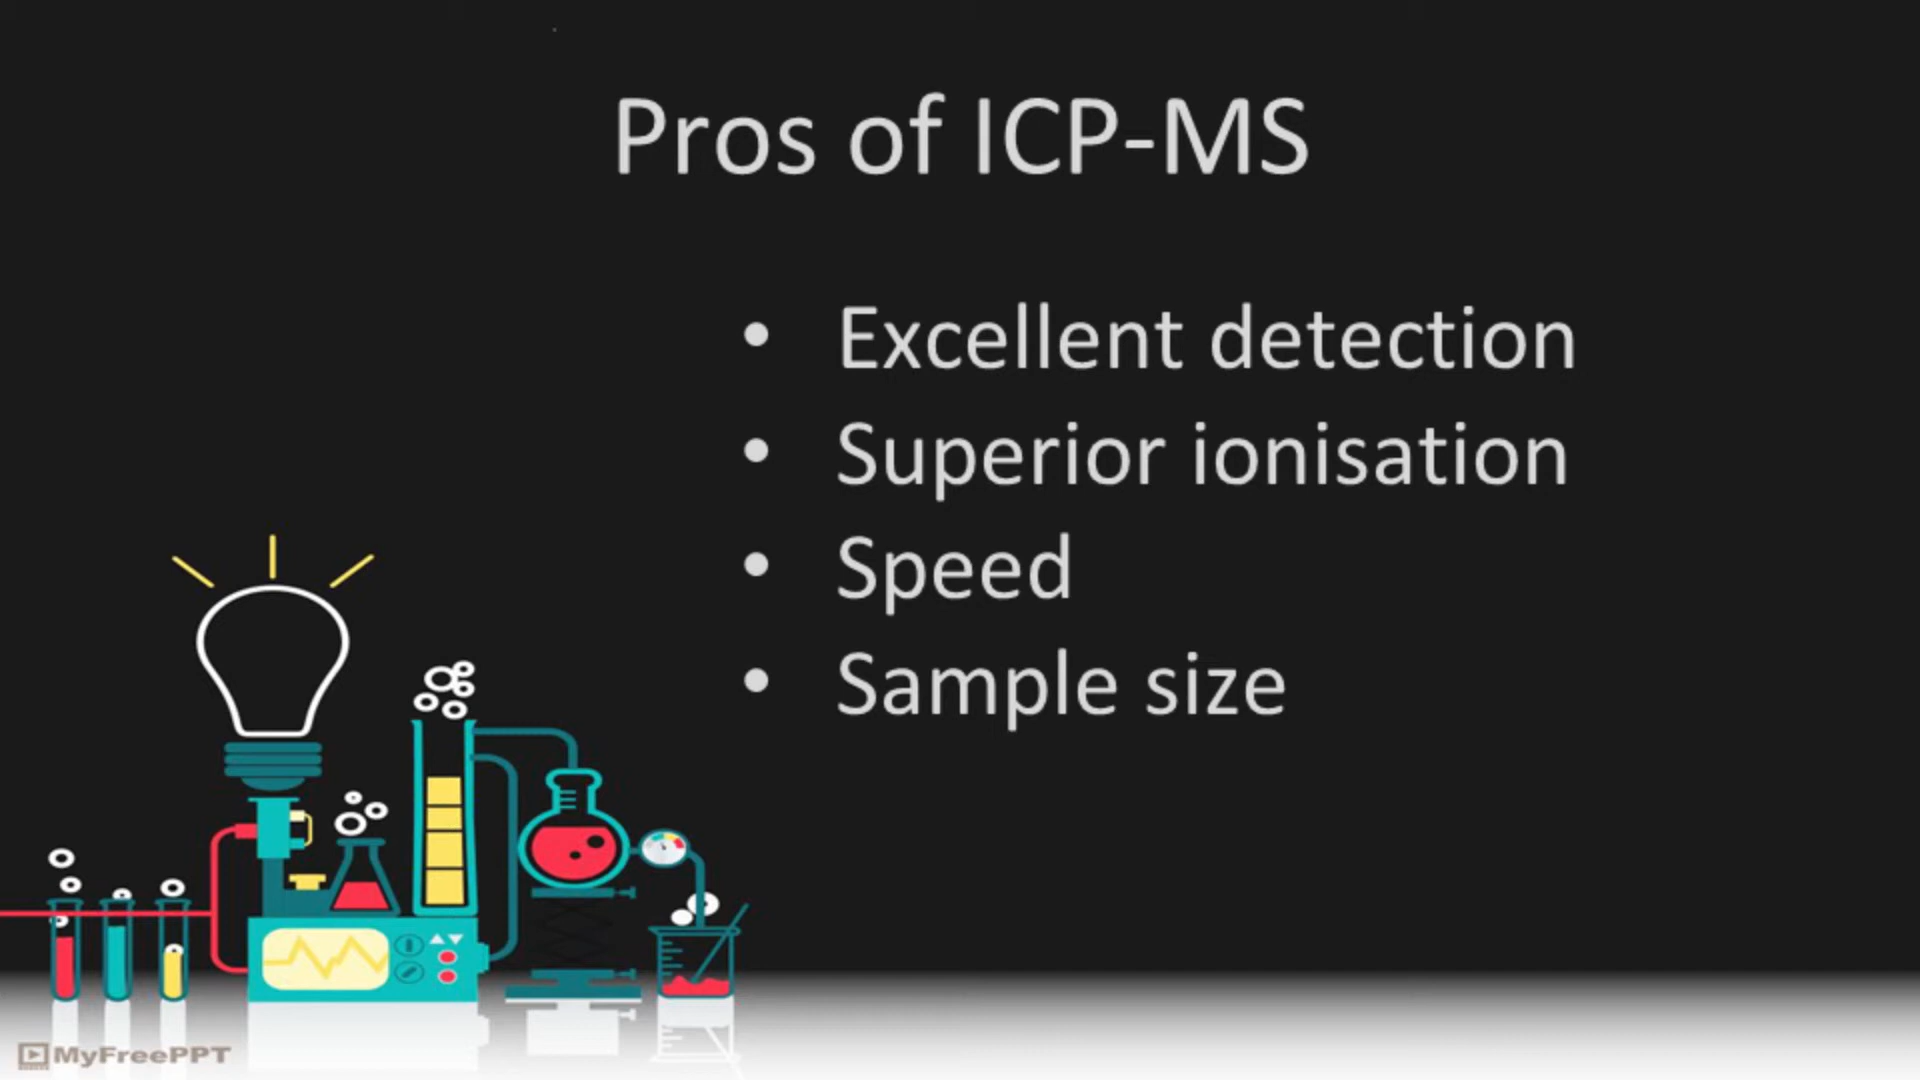 Pros of ICP-MS
• Excellent detection
• Superior ionisation
• Speed
• Sample size
MyFreePPT